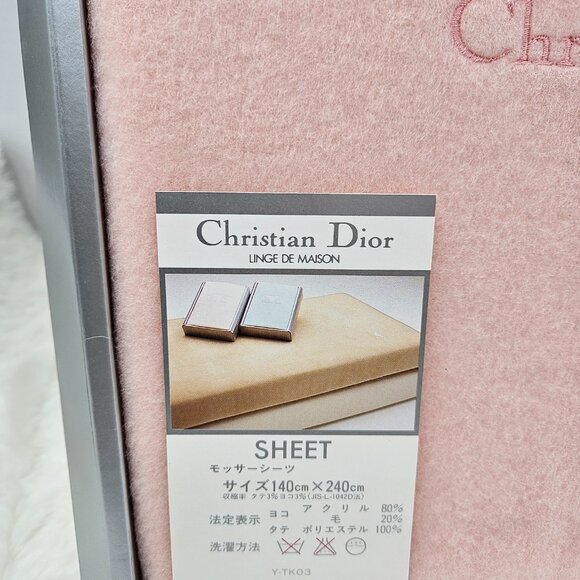 Chr
Christian Dior
LINGE DE MAISON
SHEET
モッサーシーツ
サイズ140cm×240cm
収縮率 タテ3% ヨコ3% (JIS-L-1042D法)
法定表示 ヨコ アクリル 80%
毛 20%
タテ ポリエステル 100%
洗濯方法
Y-TK03